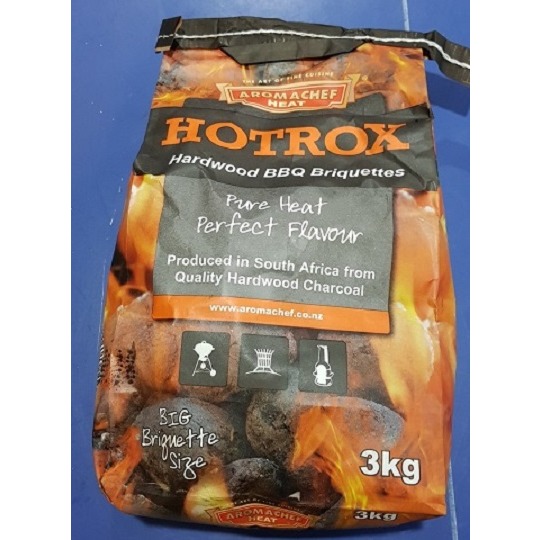 THE ART OF FINE CUISINE
AROMACHEF
HEAT
HOTROX
Hardwood BBQ Briquettes
Pure Heat
Perfect Flavour
Produced in South Africa from
Quality Hardwood Charcoal
www.aromachef.co.nz
BIG
Briquette
Size
3kg
AROMACHEF
HEAT
3kg